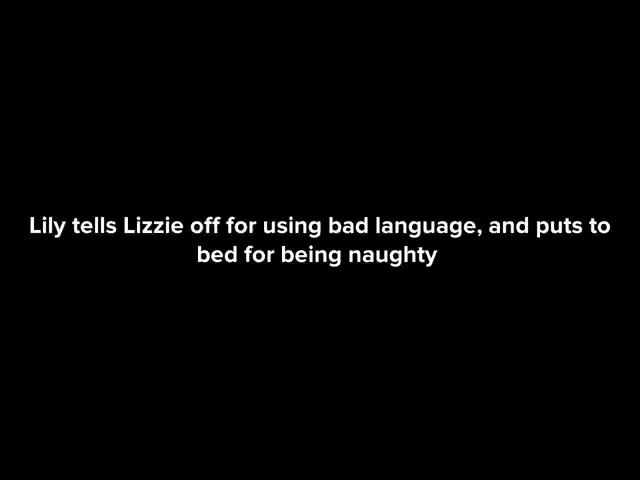 Lily tells Lizzie off for using bad language, and puts to
bed for being naughty